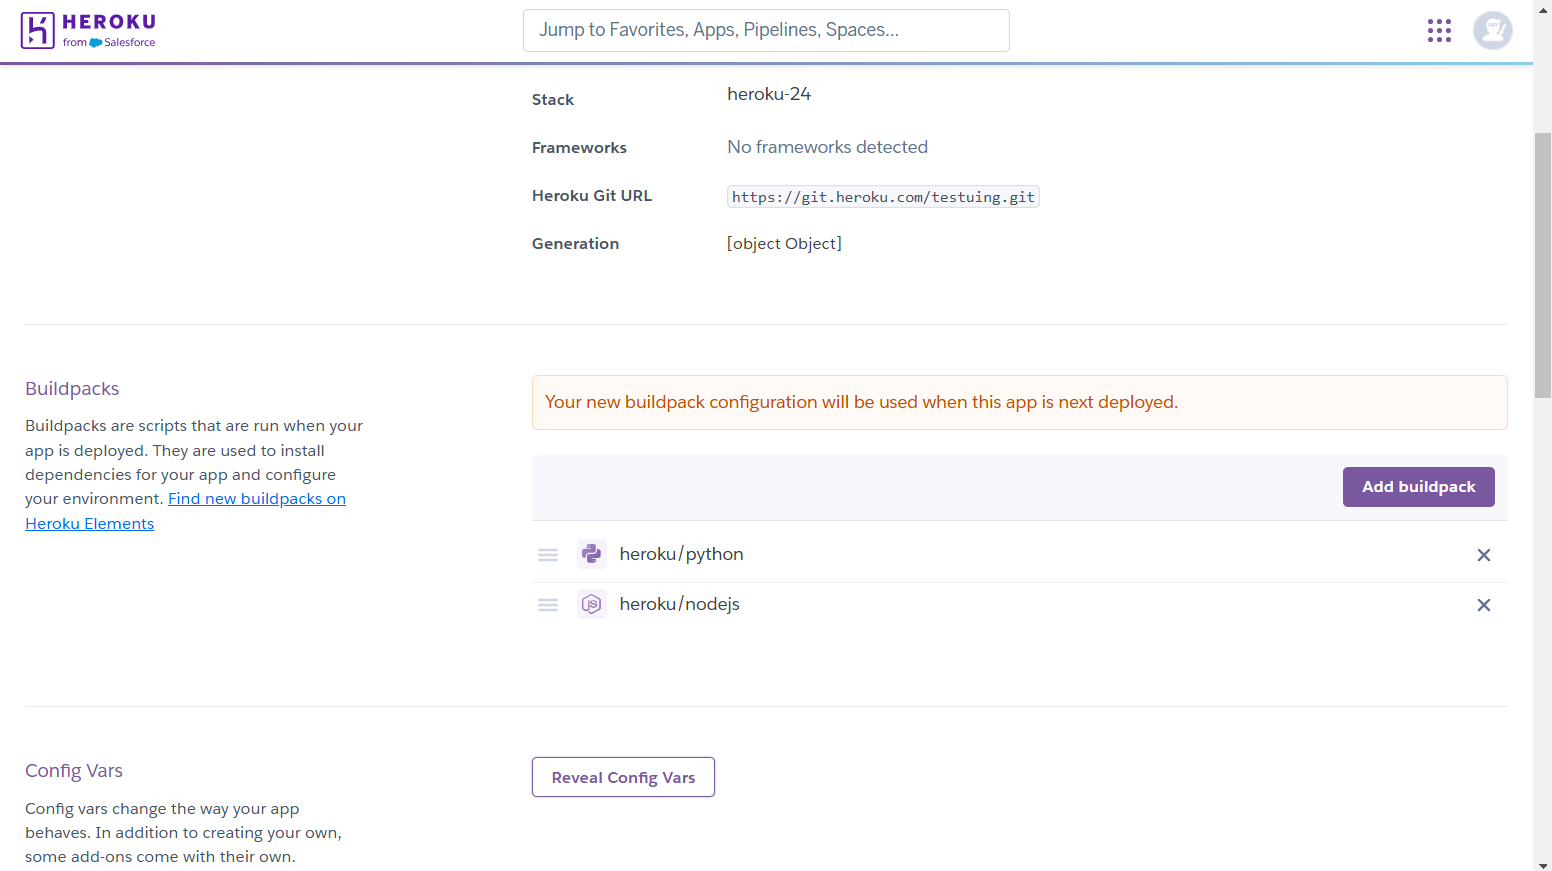 HEROKU
from Salesforce
Jump to Favorites, Apps, Pipelines, Spaces...
Stack
heroku-24
Frameworks
No frameworks detected
Heroku Git URL
https://git.heroku.com/testuing.git
Generation
[object Object]
Buildpacks
Buildpacks are scripts that are run when your
app is deployed. They are used to install
dependencies for your app and configure
your environment. Find new buildpacks on
Heroku Elements
Your new buildpack configuration will be used when this app is next deployed.
Add buildpack
heroku/python
JS
heroku/nodejs
Config Vars
Config vars change the way your app
behaves. In addition to creating your own,
some add-ons come with their own.
Reveal Config Vars